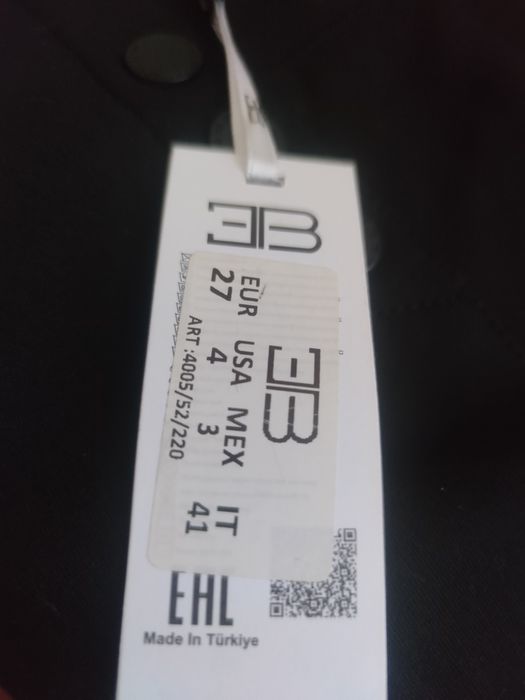 EUR USA MEX IT
27 4 3 41
ART :4005/52/220
EAC
Made In Türkiye